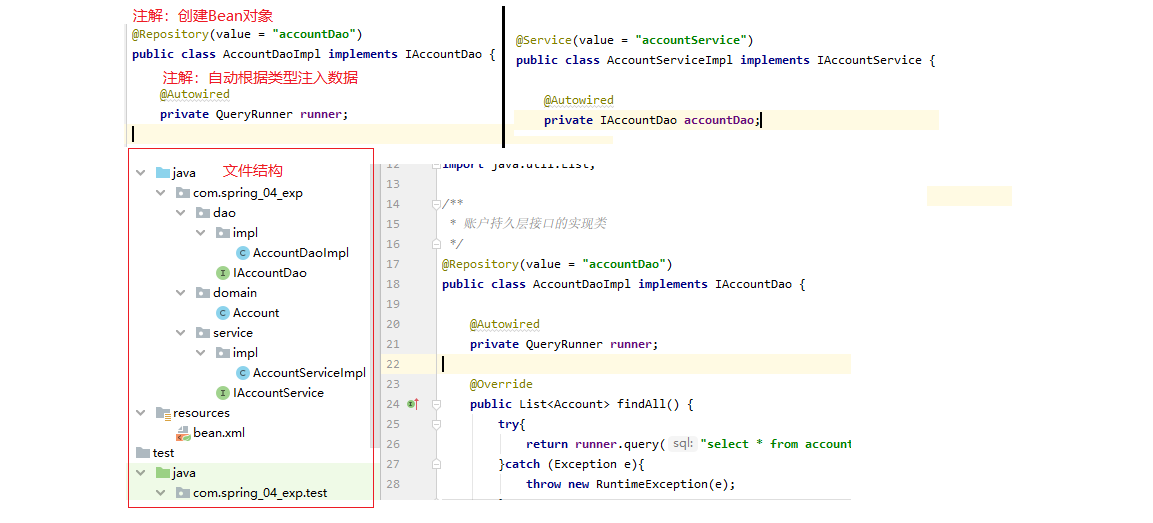 注解：创建Bean对象
@Repository(value = "accountDao")
public class AccountDaoImpl implements IAccountDao {
注解：自动根据类型注入数据
@Autowired
private QueryRunner runner;
@Service(value = "accountService")
public class AccountServiceImpl implements IAccountService {
@Autowired
private IAccountDao accountDao;
文件结构
java
com.spring_04_exp
dao
impl
AccountDaoImpl
IAccountDao
domain
Account
service
impl
AccountServiceImpl
IAccountService
resources
bean.xml
test
java
com.spring_04_exp.test
12 import java.util.List;
13
14 /**
15 * 账户持久层接口的实现类
16 */
17 @Repository(value = "accountDao")
18 public class AccountDaoImpl implements IAccountDao {
19
20 @Autowired
21 private QueryRunner runner;
22
23 @Override
24 public List<Account> findAll() {
25 try{
26 return runner.query( sql: "select * from account
27 }catch (Exception e){
28 throw new RuntimeException(e);